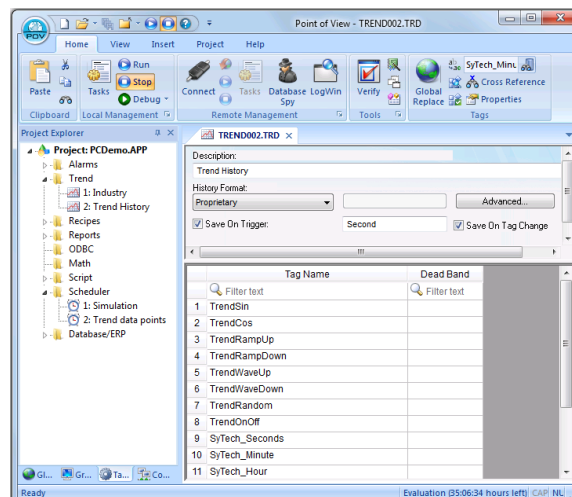 Point of View - TREND002.TRD
POV
Home View Insert Project Help
Paste
Clipboard
Tasks
Run
Stop
Debug
Local Management
Connect
Tasks
Database Spy
LogWin
Remote Management
Verify
Tools
Global Replace
SyTech_Minu
Cross Reference
Properties
Tags
Project Explorer
Project: PCDemo.APP
Alarms
Trend
1: Industry
2: Trend History
Recipes
Reports
ODBC
Math
Script
Scheduler
1: Simulation
2: Trend data points
Database/ERP
Gl... Gr... Ta... Co...
TREND002.TRD
Description:
Trend History
History Format:
Proprietary
Advanced...
Save On Trigger: Second Save On Tag Change
Tag Name Dead Band
Filter text Filter text
1 TrendSin
2 TrendCos
3 TrendRampUp
4 TrendRampDown
5 TrendWaveUp
6 TrendWaveDown
7 TrendRandom
8 TrendOnOff
9 SyTech_Seconds
10 SyTech_Minute
11 SyTech_Hour
Ready
Evaluation (35:06:34 hours left) CAP NU